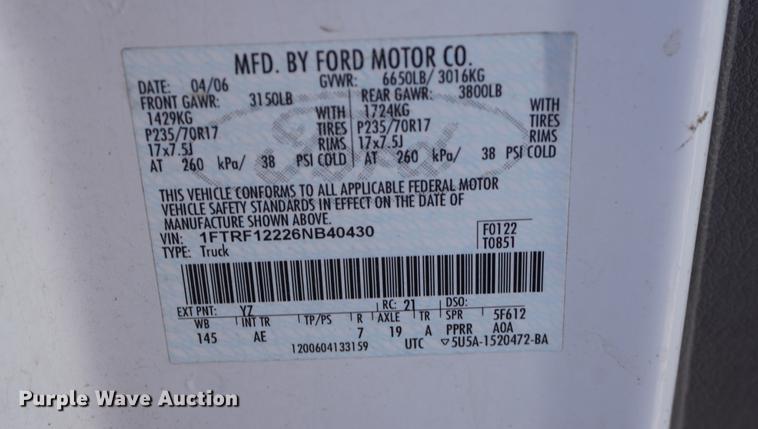 MFD. BY FORD MOTOR CO.
DATE: 04/06 GVWR: 6650LB/ 3016KG
FRONT GAWR: 3150LB REAR GAWR: 3800LB
1429KG WITH 1724KG WITH
P235/70R17 TIRES P235/70R17 TIRES
17x7.5J RIMS 17x7.5J RIMS
AT 260 kPa/ 38 PSI COLD AT 260 kPa/ 38 PSI COLD
Ford
THIS VEHICLE CONFORMS TO ALL APPLICABLE FEDERAL MOTOR
VEHICLE SAFETY STANDARDS IN EFFECT ON THE DATE OF
MANUFACTURE SHOWN ABOVE.
VIN: 1FTRF12226NB40430 F0122
TYPE: Truck T0851
EXT PNT: YZ RC: 21 DSO:
WB INT TR TP/PS R AXLE TR SPR 5F612
145 AE 7 19 A PPRR AOA
1200604133159 UTC ▽5U5A-1520472-BA
Purple Wave Auction